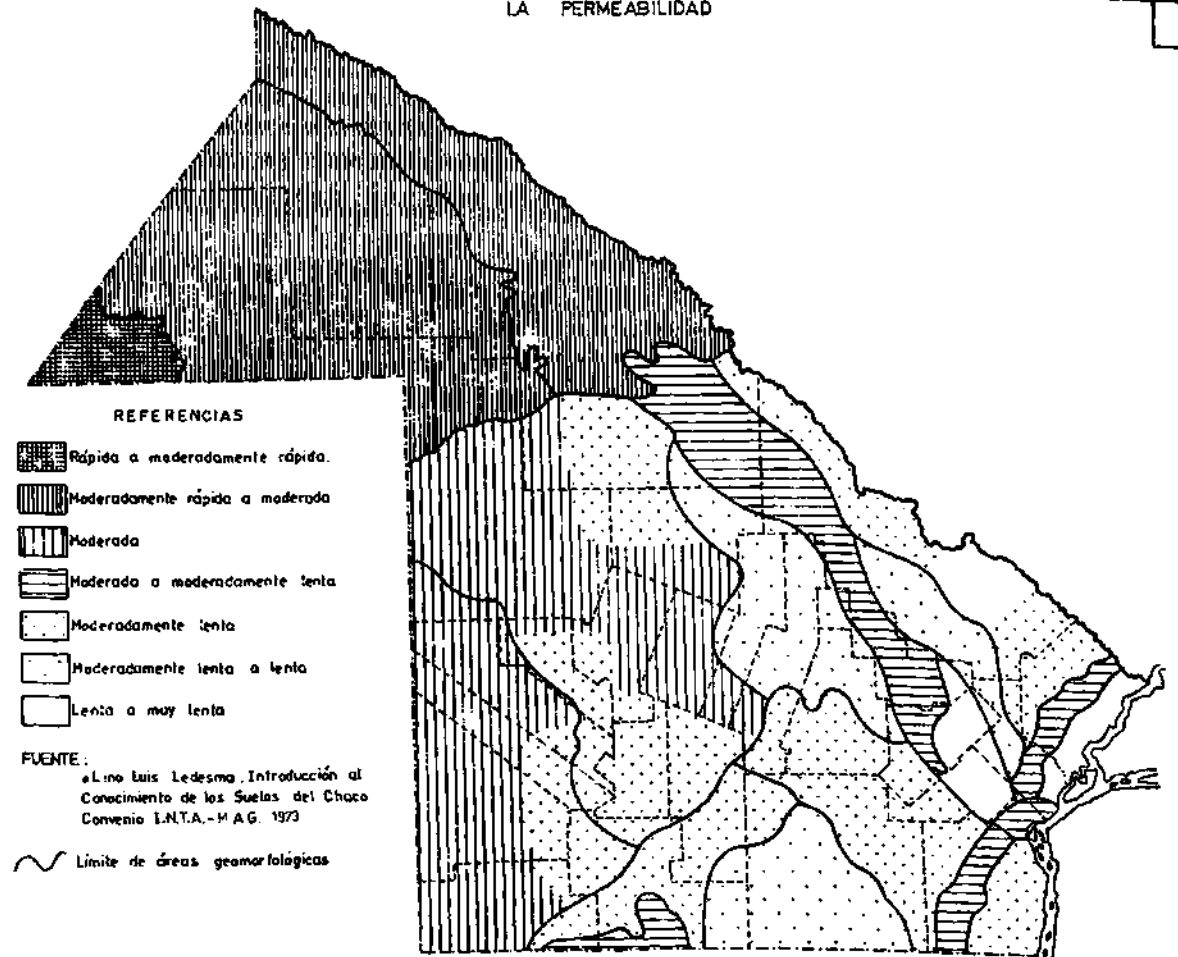 LA PERMEABILIDAD
REFERENCIAS
Rápida a moderadamente rápida.
Moderadamente rápida a moderada
Moderada
Moderada a moderadamente lenta
Moderadamente lenta
Moderadamente lenta a lenta
Lenta a muy lenta
FUENTE:
Lino Luis Ledesma, Introducción al
Conocimiento de los Suelos del Chaco
Convenio I.N.T.A.-M A G. 1973
Límite de áreas geomorfológicas